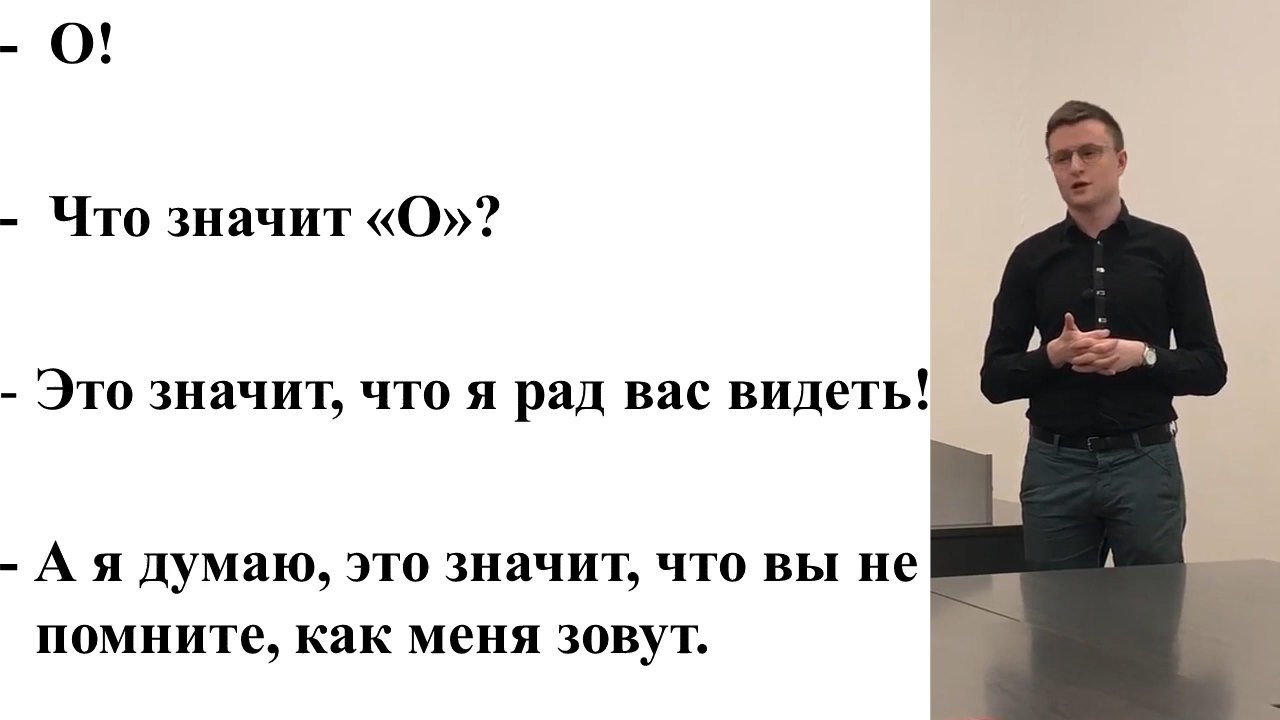 - О!
- Что значит «О»?
- Это значит, что я рад вас видеть!
- А я думаю, это значит, что вы не
помните, как меня зовут.